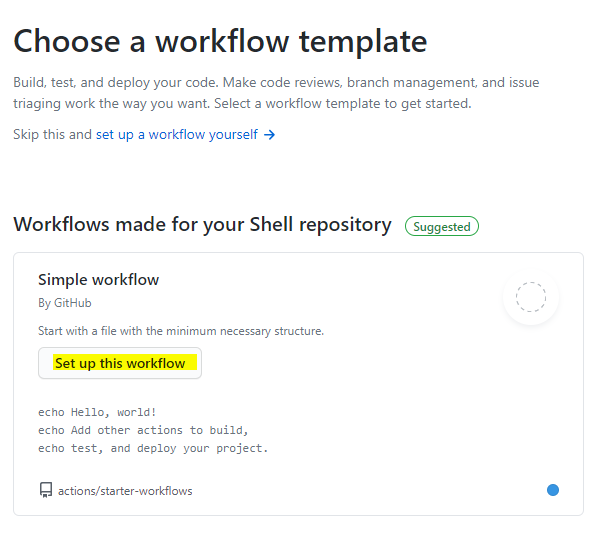 Choose a workflow template
Build, test, and deploy your code. Make code reviews, branch management, and issue
triaging work the way you want. Select a workflow template to get started.
Skip this and set up a workflow yourself →
Workflows made for your Shell repository Suggested
Simple workflow
By GitHub
Start with a file with the minimum necessary structure.
Set up this workflow
echo Hello, world!
echo Add other actions to build,
echo test, and deploy your project.
actions/starter-workflows